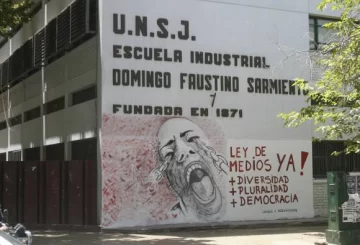 U.N.S.J.
ESCUELA INDUSTRIAL
DOMINGO FAUSTINO SARMIENTO
FUNDADA EN 1871
LEY DE
MEDIOS YA!
+DIVERSIDAD
+PLURALIDAD
+DEMOCRACIA